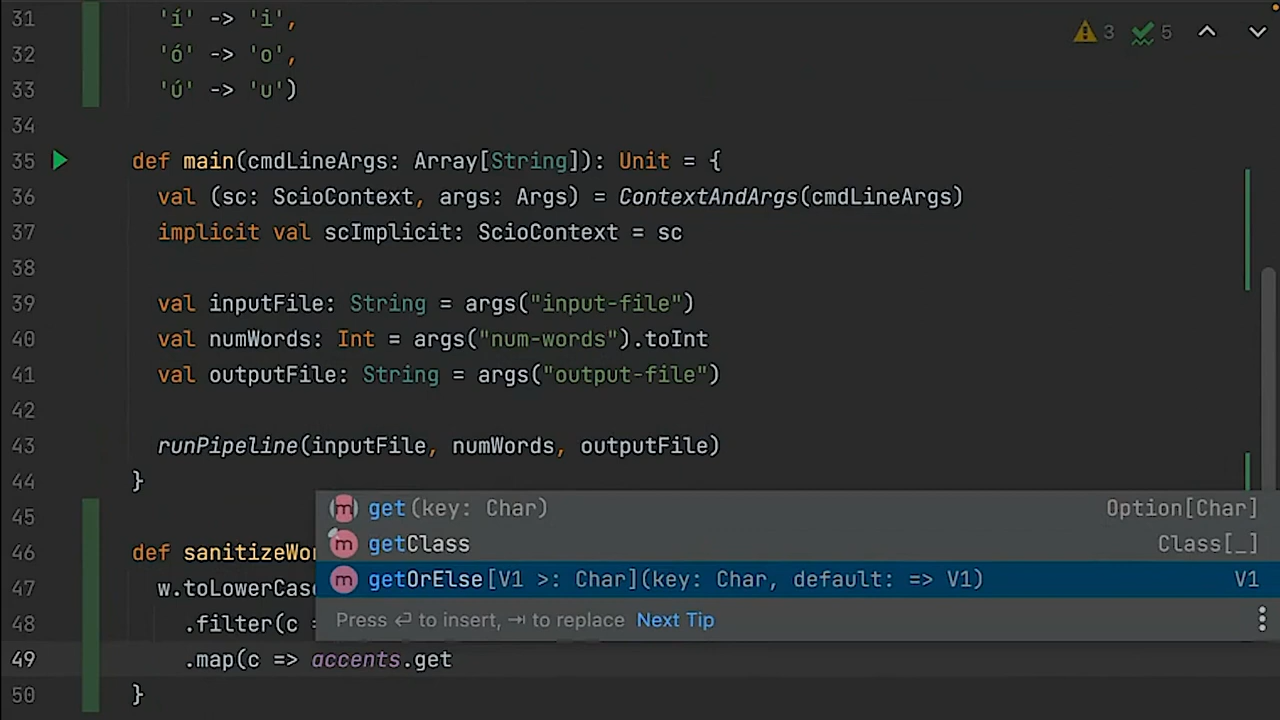 31 'í' -> 'i',
32 'ó' -> 'o',
33 'ú' -> 'u')
3 5
34
35 def main(cmdLineArgs: Array[String]): Unit = {
36 val (sc: ScioContext, args: Args) = ContextAndArgs(cmdLineArgs)
37 implicit val scImplicit: ScioContext = sc
38
39 val inputFile: String = args("input-file")
40 val numWords: Int = args("num-words").toInt
41 val outputFile: String = args("output-file")
42
43 runPipeline(inputFile, numWords, outputFile)
44 }
45
46 def sanitizeWo
47 w.toLowerCas
48 .filter(c
49 .map(c => accents.get
50 }
m get(key: Char) Option[Char]
m getClass Class[_]
m getOrElse[V1 >: Char](key: Char, default: => V1) V1
Press ⏎ to insert, ⇥ to replace Next Tip